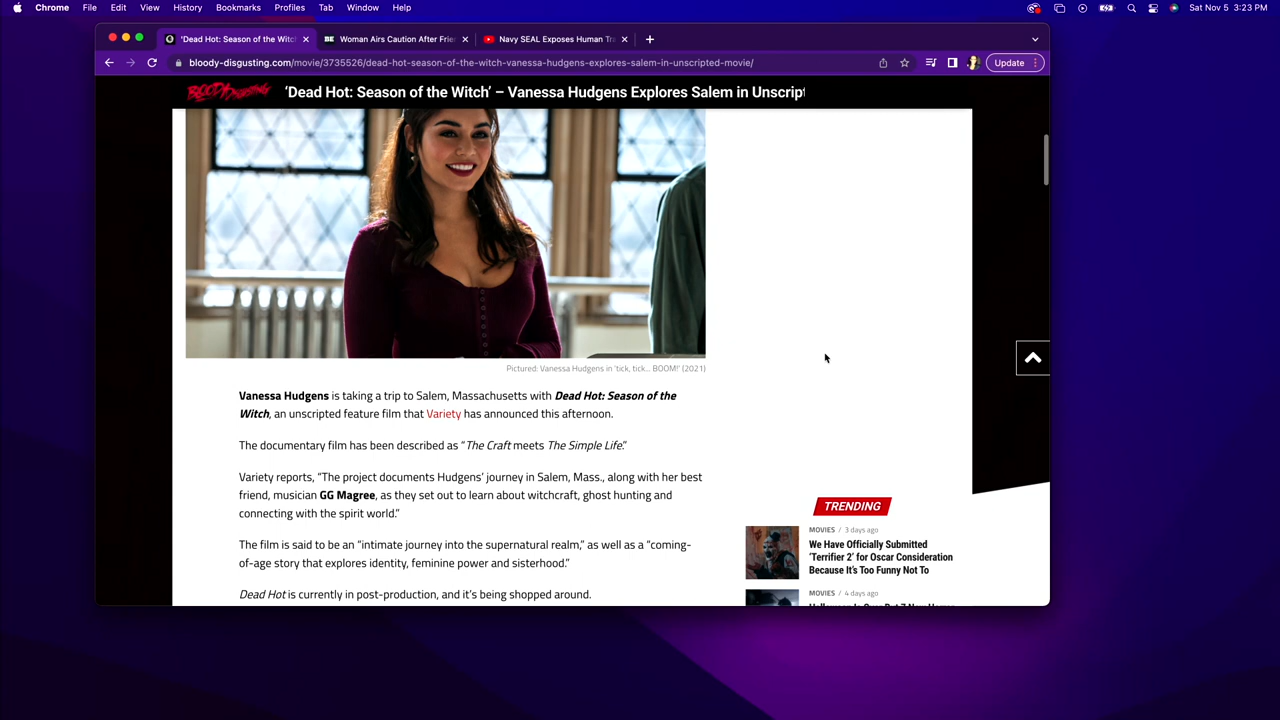 Chrome File Edit View History Bookmarks Profiles Tab Window Help Sat Nov 5 3:23 PM
'Dead Hot: Season of the Witch Woman Airs Caution After Frie Navy SEAL Exposes Human Tra
bloody-disgusting.com/movie/3735526/dead-hot-season-of-the-witch-vanessa-hudgens-explores-salem-in-unscripted-movie/ Update
BLOODY DISGUSTING 'Dead Hot: Season of the Witch' – Vanessa Hudgens Explores Salem in Unscript
Pictured: Vanessa Hudgens in 'tick, tick... BOOM!' (2021)
Vanessa Hudgens is taking a trip to Salem, Massachusetts with Dead Hot: Season of the
Witch, an unscripted feature film that Variety has announced this afternoon.
The documentary film has been described as “The Craft meets The Simple Life.”
Variety reports, “The project documents Hudgens’ journey in Salem, Mass., along with her best
friend, musician GG Magree, as they set out to learn about witchcraft, ghost hunting and
connecting with the spirit world.”
The film is said to be an “intimate journey into the supernatural realm,” as well as a “coming-
of-age story that explores identity, feminine power and sisterhood.”
Dead Hot is currently in post-production, and it’s being shopped around.
TRENDING
MOVIES / 3 days ago
We Have Officially Submitted
‘Terrifier 2’ for Oscar Consideration
Because It’s Too Funny Not To
MOVIES / 4 days ago